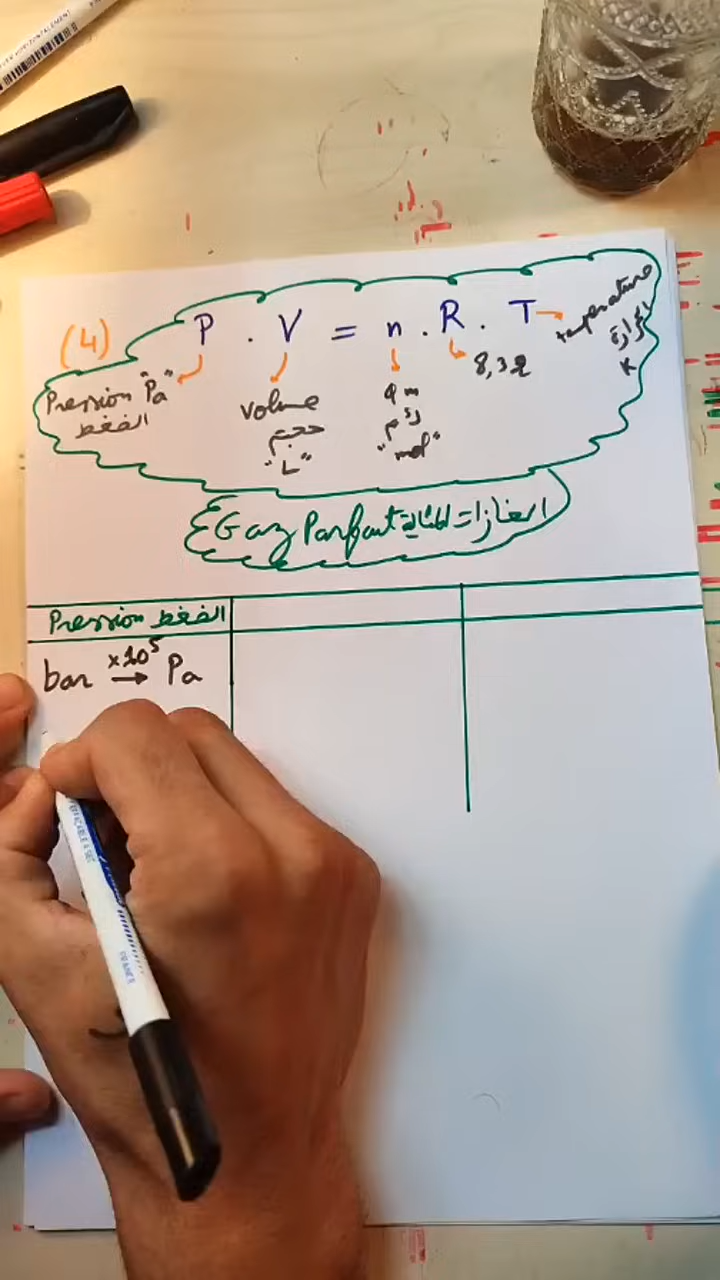 P . V = n . R . T
(4)
Pression "Pa"
الضغط
Volume
حجم
"L"
"mol"
8,32
temperature
الحرارة
K
Gaz Parfait الغازات المثالية
Pression الضغط
bar ×10⁵ → Pa